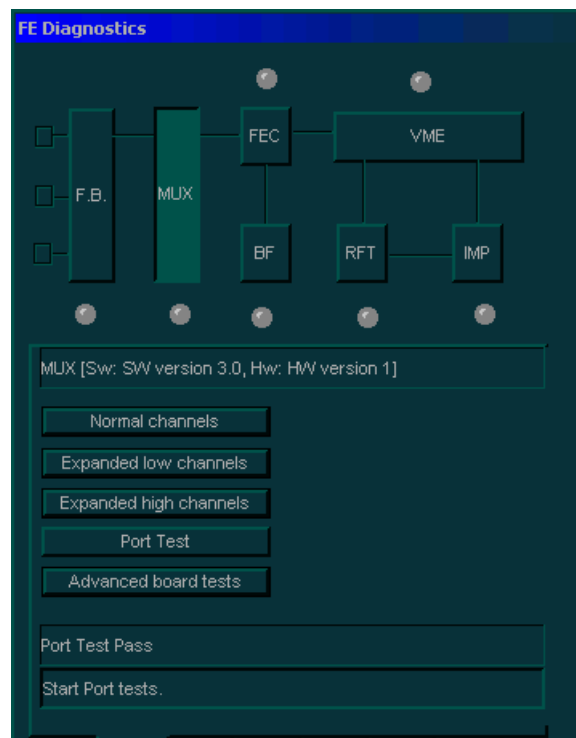 FE Diagnostics
FEC
VME
F.B.
MUX
BF
RFT
IMP
MUX [Sw: SW version 3.0, Hw: HW version 1]
Normal channels
Expanded low channels
Expanded high channels
Port Test
Advanced board tests
Port Test Pass
Start Port tests.